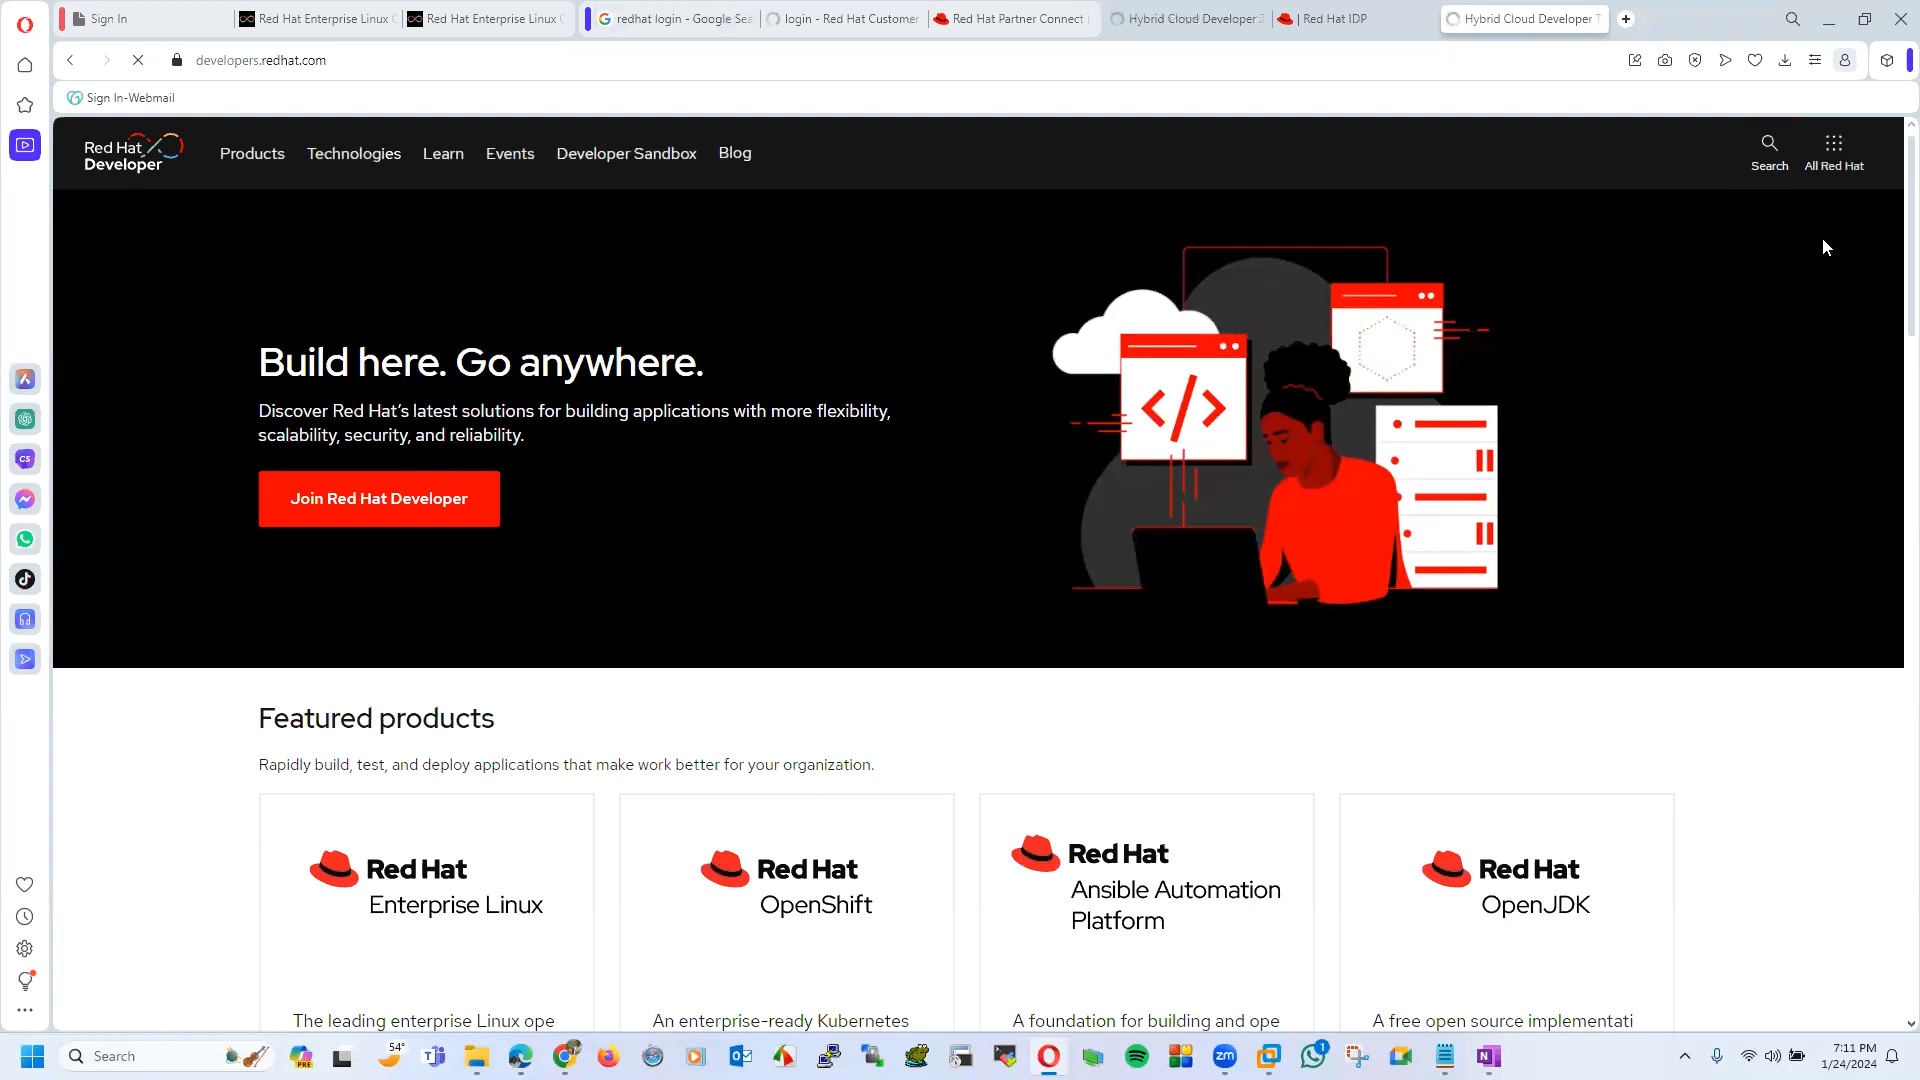 Sign In
Red Hat Enterprise Linux
Red Hat Enterprise Linux
redhat login - Google Sea
login - Red Hat Customer
Red Hat Partner Connect
Hybrid Cloud Developer
| Red Hat IDP
Hybrid Cloud Developer T
developers.redhat.com
Sign In-Webmail
Red Hat
Developer
Products
Technologies
Learn
Events
Developer Sandbox
Blog
Search
All Red Hat
Build here. Go anywhere.
Discover Red Hat’s latest solutions for building applications with more flexibility,
scalability, security, and reliability.
Join Red Hat Developer
Featured products
Rapidly build, test, and deploy applications that make work better for your organization.
Red Hat
Enterprise Linux
Red Hat
OpenShift
Red Hat
Ansible Automation
Platform
Red Hat
OpenJDK
The leading enterprise Linux ope
An enterprise-ready Kubernetes
A foundation for building and ope
A free open source implementati
Search
PRE
54°
zm
1
7:11 PM
1/24/2024